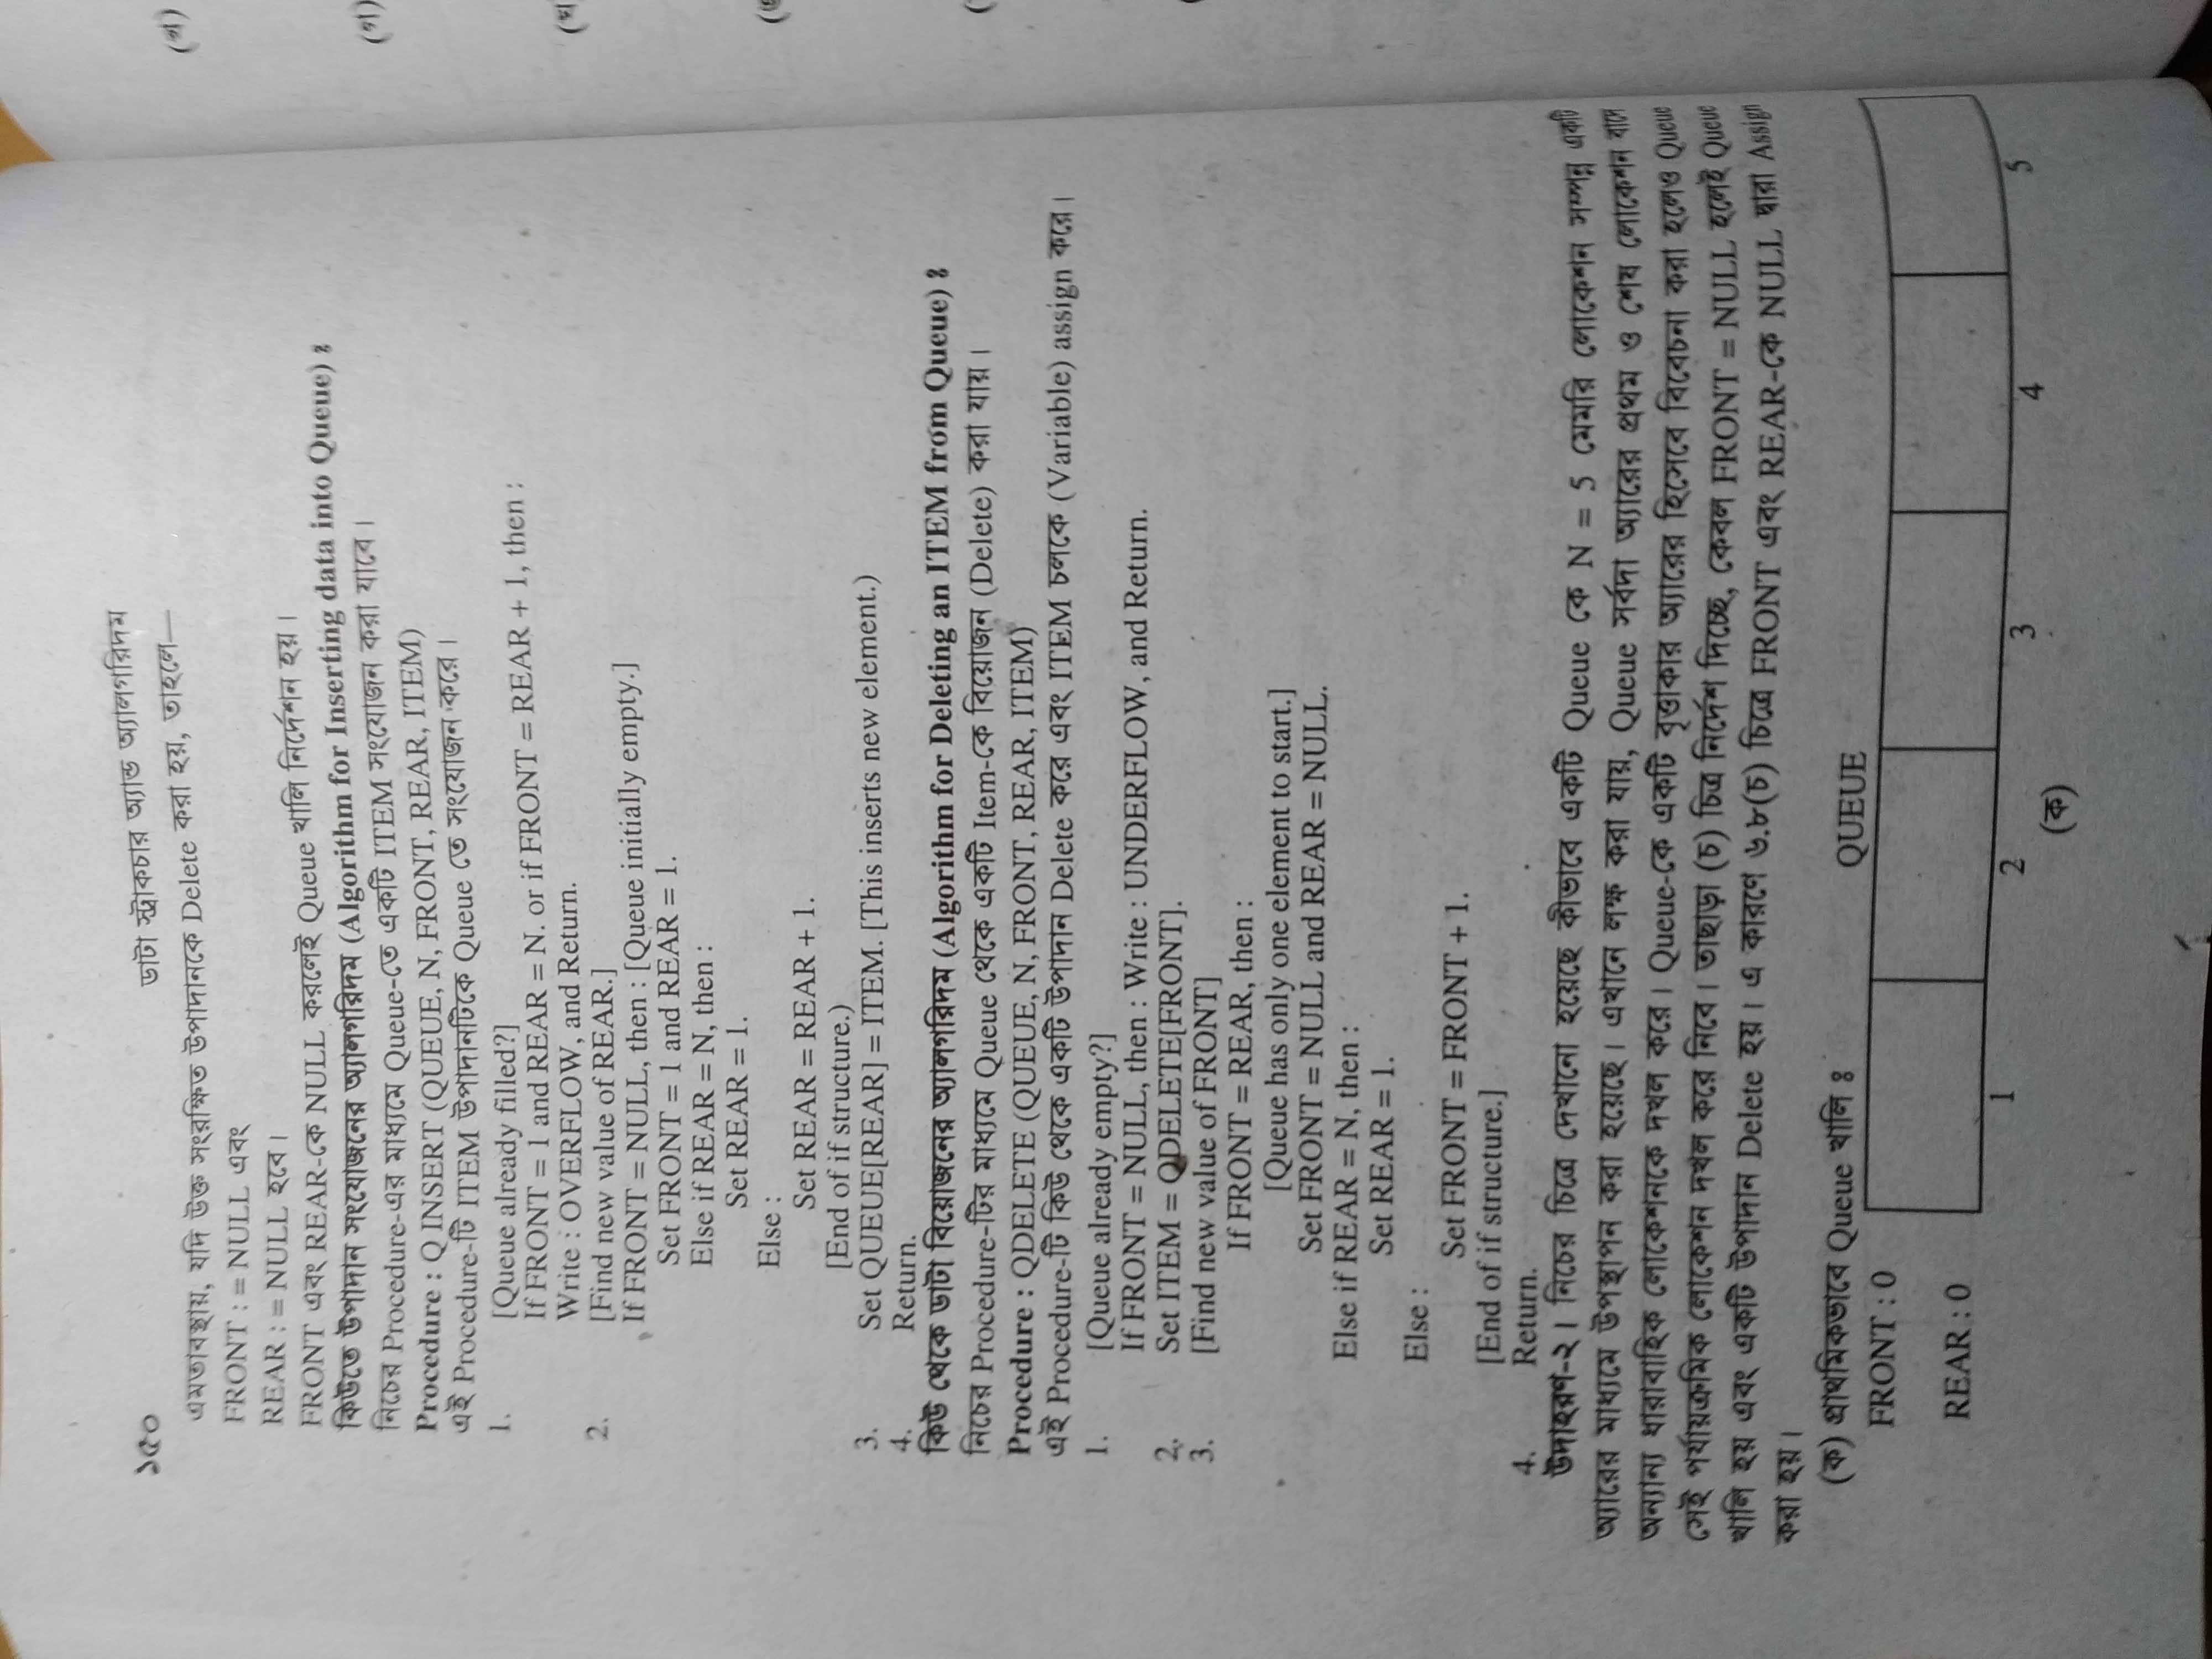 ১৫০
ডাটা স্ট্রাকচার অ্যান্ড অ্যালগরিদম
এমতাবস্থায়, যদি উক্ত সংরক্ষিত উপাদানকে Delete করা হয়, তাহলে—
FRONT : = NULL এবং
REAR : = NULL হবে।
FRONT এবং REAR-কে NULL করলেই Queue খালি নির্দেশন হয়।
কিউতে উপাদান সংযোজনের অ্যালগরিদম (Algorithm for Inserting data into Queue) ঃ
নিচের Procedure-এর মাধ্যমে Queue-তে একটি ITEM সংযোজন করা যাবে।
Procedure : Q INSERT (QUEUE, N, FRONT, REAR, ITEM)
এই Procedure-টি ITEM উপাদানটিকে Queue তে সংযোজন করে।
1. [Queue already filled?]
If FRONT = 1 and REAR = N. or if FRONT = REAR + 1, then :
Write : OVERFLOW, and Return.
2. [Find new value of REAR.]
If FRONT = NULL, then : [Queue initially empty.]
Set FRONT = 1 and REAR = 1.
Else if REAR = N, then :
Set REAR = 1.
Else :
Set REAR = REAR + 1.
[End of if structure.)
3. Set QUEUE[REAR] = ITEM. [This inserts new element.)
4. Return.
কিউ থেকে ডাটা বিয়োজনের অ্যালগরিদম (Algorithm for Deleting an ITEM from Queue) ঃ
নিচের Procedure-টির মাধ্যমে Queue থেকে একটি Item-কে বিয়োজন (Delete) করা যায়।
Procedure : QDELETE (QUEUE, N, FRONT, REAR, ITEM)
এই Procedure-টি কিউ থেকে একটি উপাদান Delete করে এবং ITEM চলকে (Variable) assign করে।
1. [Queue already empty?]
If FRONT = NULL, then : Write : UNDERFLOW, and Return.
2. Set ITEM = QDELETE[FRONT].
3. [Find new value of FRONT]
If FRONT = REAR, then :
[Queue has only one element to start.]
Set FRONT = NULL and REAR = NULL.
Else if REAR = N, then :
Set REAR = 1.
Else :
Set FRONT = FRONT + 1.
[End of if structure.]
4. Return.
উদাহরণ-২। নিচের চিত্রে দেখানো হয়েছে কীভাবে একটি Queue কে N = 5 মেমরি লোকেশন সম্পন্ন একটি
অ্যারের মাধ্যমে উপস্থাপন করা হয়েছে। এখানে লক্ষ করা যায়, Queue সর্বদা অ্যারের প্রথম ও শেষ লোকেশন বাদে
অন্যান্য ধারাবাহিক লোকেশনকে দখল করে। Queue-কে একটি বৃত্তাকার অ্যারের হিসেবে বিবেচনা করা হলেও Queue
সেই পর্যায়ক্রমিক লোকেশন দখল করে নিবে। তাছাড়া (চ) চিত্র নির্দেশ দিচ্ছে, কেবল FRONT = NULL হলেই Queue
খালি হয় এবং একটি উপাদান Delete হয়। এ কারণে ৬.৮(চ) চিত্রে FRONT এবং REAR-কে NULL দ্বারা Assign
করা হয়।
(ক) প্রাথমিকভাবে Queue খালি ঃ
QUEUE
FRONT : 0
REAR : 0
1 2 3 4 5
(ক)
(খ)
(গ)
(ঘ)